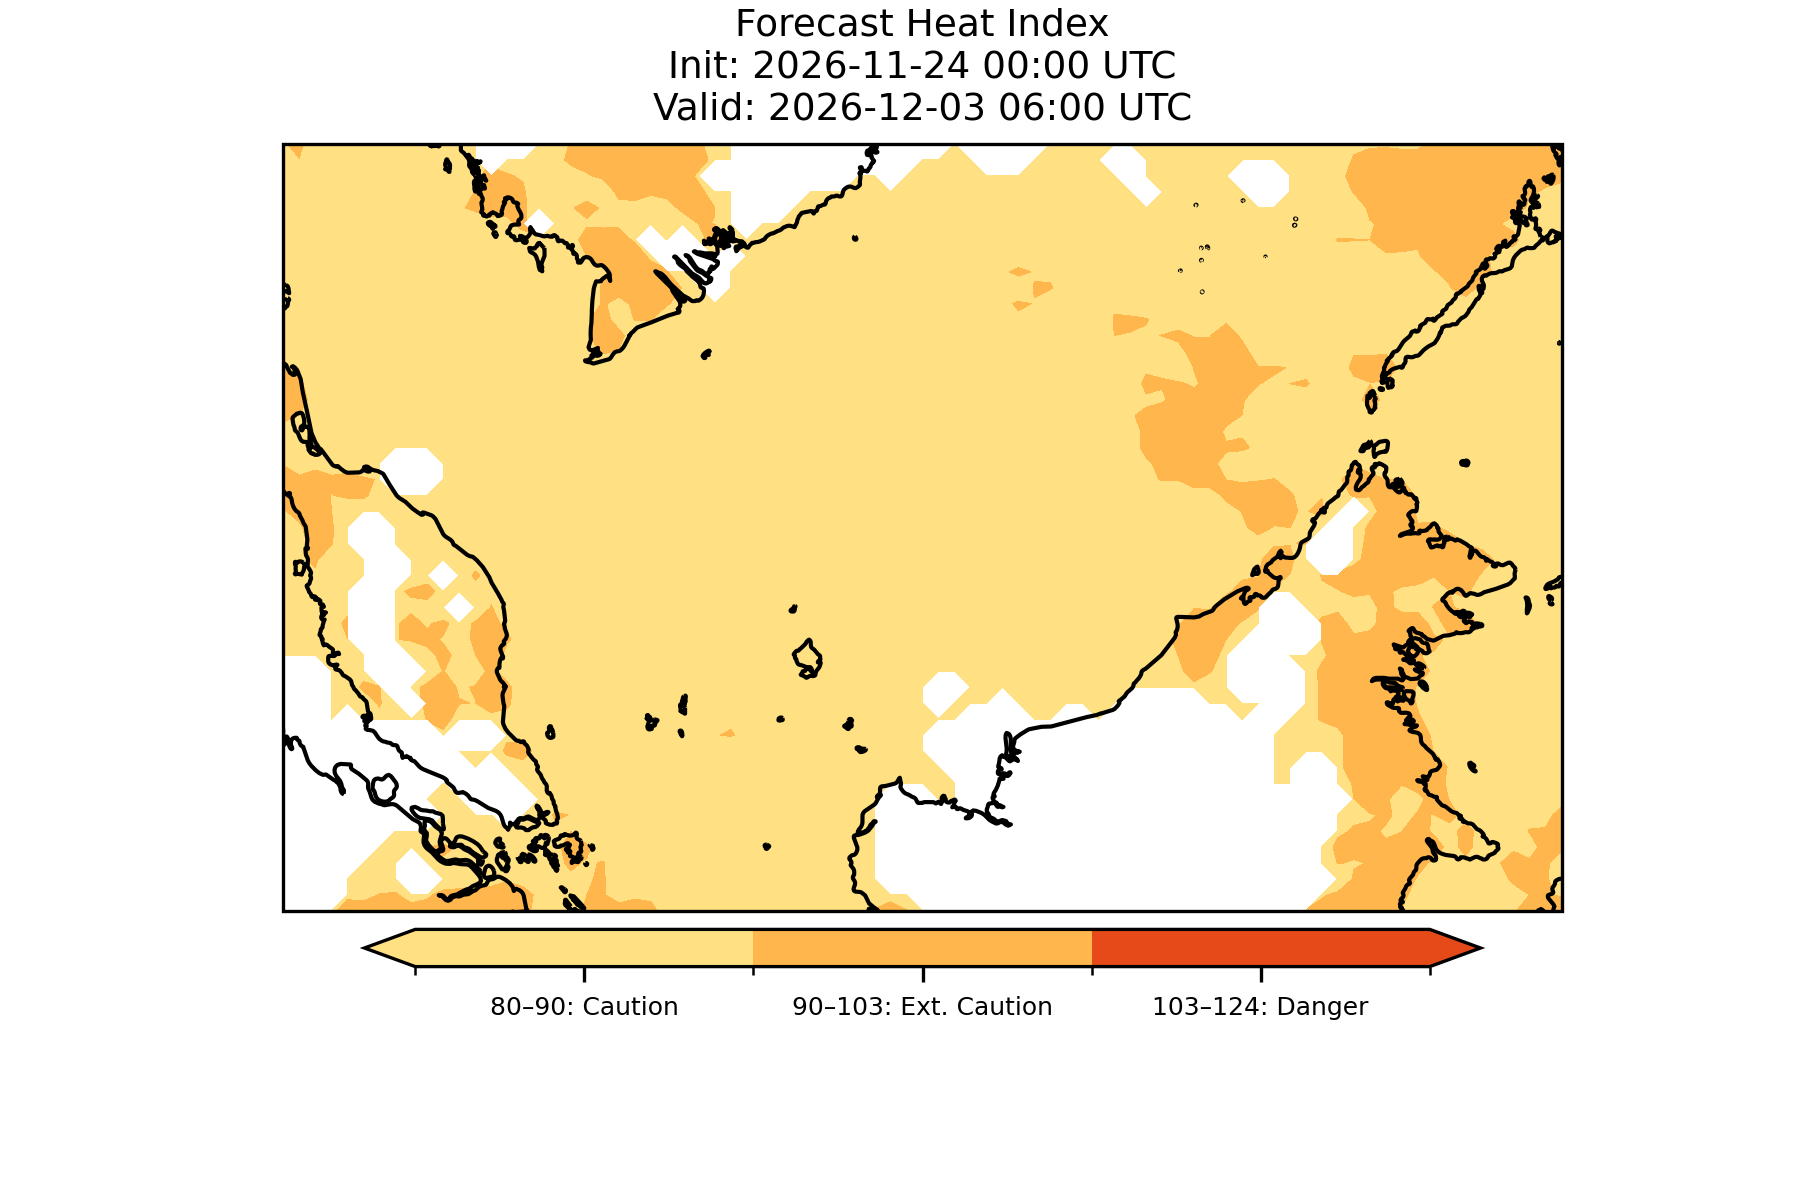 Forecast Heat Index
Init: 2026-11-24 00:00 UTC
Valid: 2026-12-03 06:00 UTC
80–90: Caution
90–103: Ext. Caution
103–124: Danger